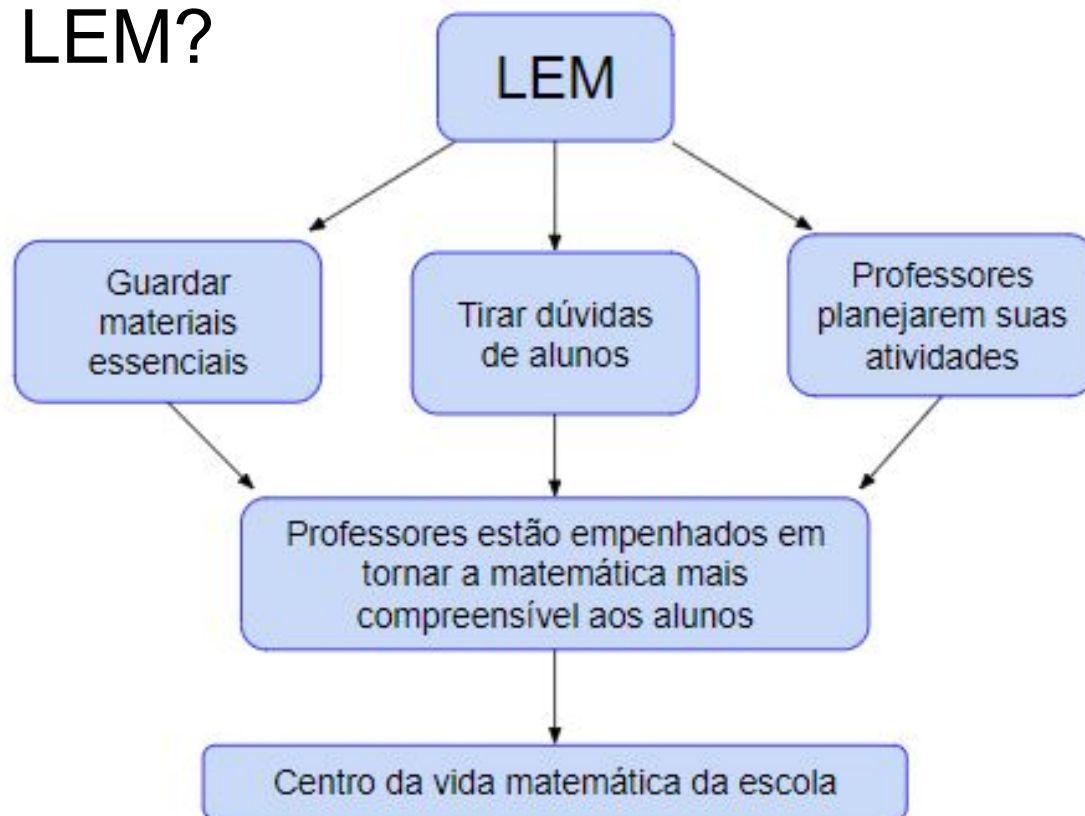 LEM?
LEM
Guardar
materiais
essenciais
Tirar dúvidas
de alunos
Professores
planejarem suas
atividades
Professores estão empenhados em
tornar a matemática mais
compreensível aos alunos
Centro da vida matemática da escola